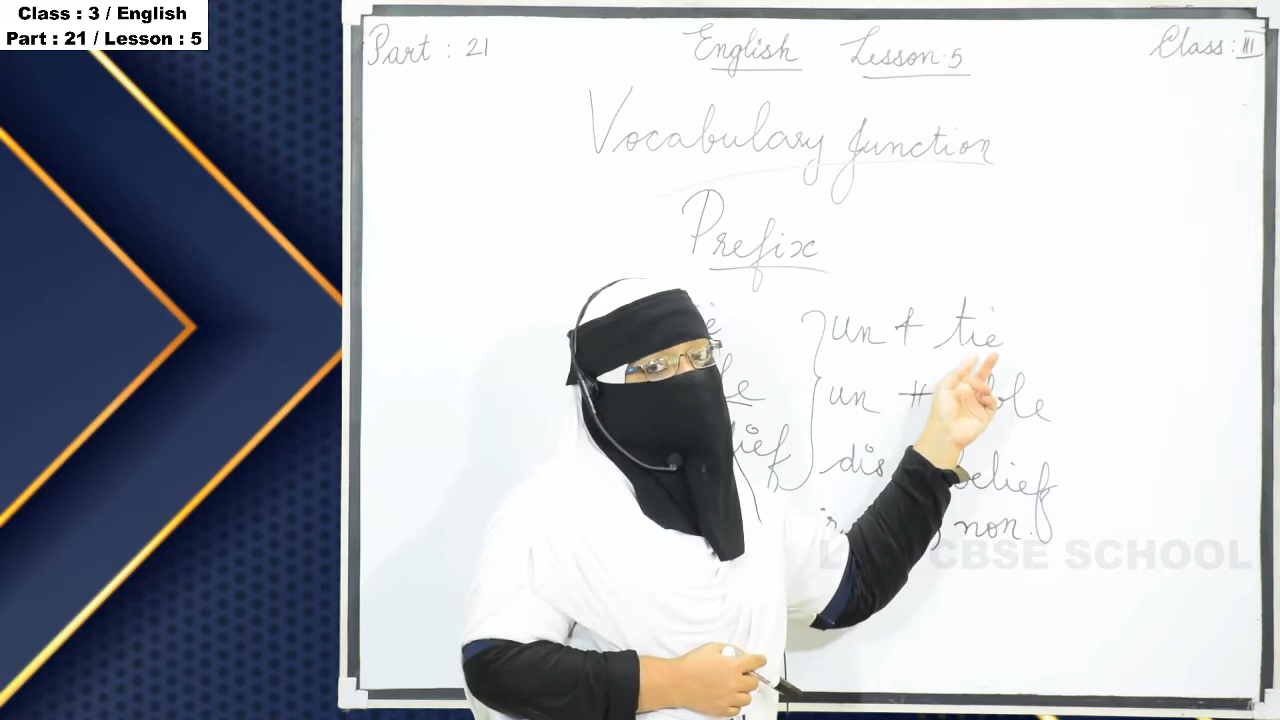 Class : 3 / English
Part : 21 / Lesson : 5
Part : 21 English Lesson.5 Class : III
Vocabulary function
Prefix
un + tie
un +
dis belief
non
CBSE SCHOOL